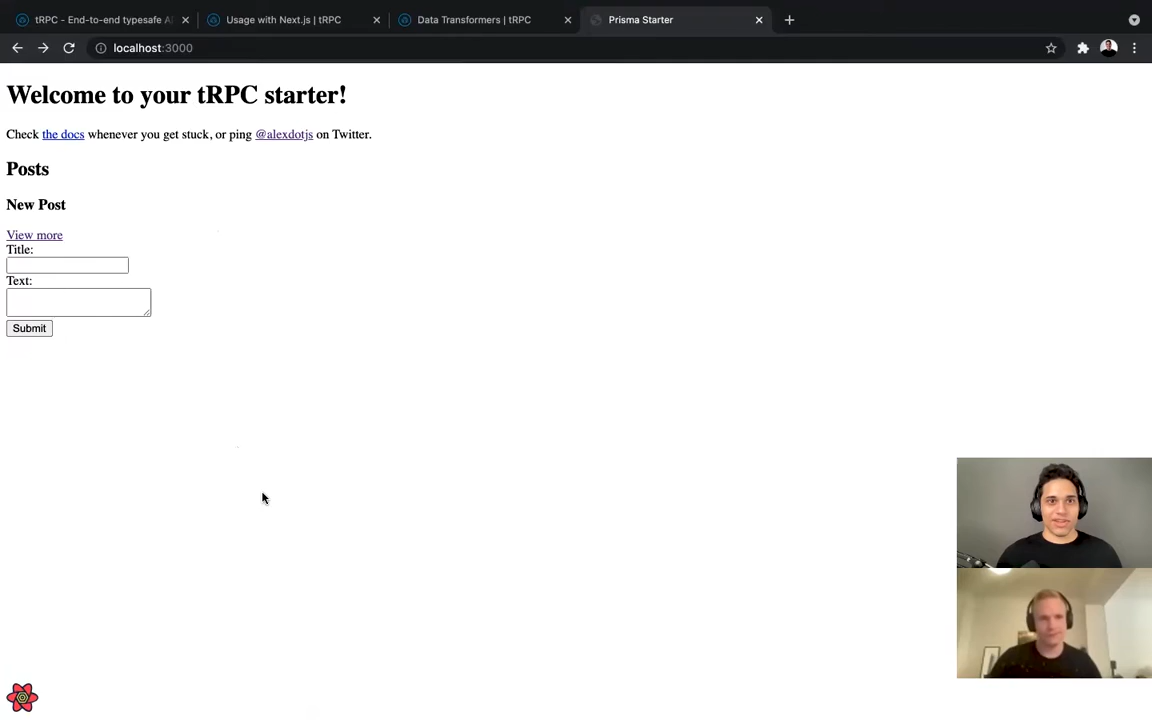 tRPC - End-to-end typesafe A
Usage with Next.js | tRPC
Data Transformers | tRPC
Prisma Starter
localhost:3000
Welcome to your tRPC starter!
Check the docs whenever you get stuck, or ping @alexdotjs on Twitter.
Posts
New Post
View more
Title:
Text:
Submit